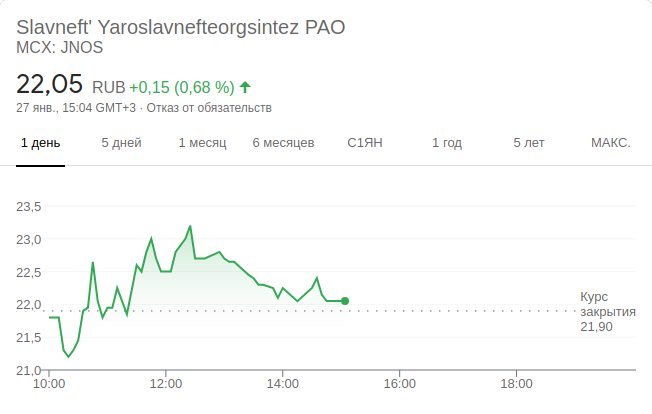 Slavneft' Yaroslavnefteorgsintez PAO
MCX: JNOS
22,05 RUB +0,15 (0,68 %)
27 янв., 15:04 GMT+3 · Отказ от обязательств
1 день 5 дней 1 месяц 6 месяцев С1ЯН 1 год 5 лет МАКС.
23,5
23,0
22,5
22,0
21,5
21,0
Курс
закрытия
21,90
10:00 12:00 14:00 16:00 18:00